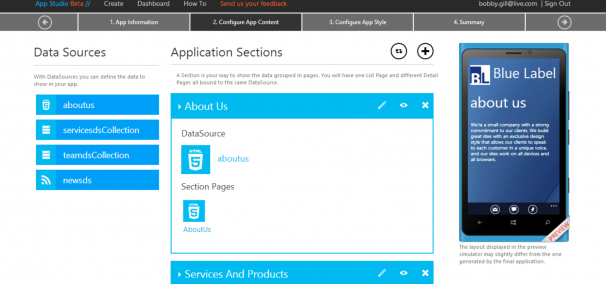 App Studio Beta // Create Dashboard How To Send us your feedback bobby.gill@live.com | Sign Out
1. App Information 2. Configure App Content 3. Configure App Style 4. Summary
Data Sources
With DataSources you can define the data to
show in your app.
aboutus
servicesdsCollection
teamdsCollection
newsds
Application Sections
A Section is your way to show the data grouped in pages. You will have one List Page and different Detail
Pages all bound to the same DataSource.
About Us
DataSource
HTML
5
aboutus
Section Pages
HTML
5
AboutUs
Services And Products
BL Blue Label
about us
We're a small company with a strong
commitment to our clients. We build
great sites with an exclusive design
style that allows our clients to speak
to each customer in a unique voice,
and our sites work on all devices and
all browsers.
PREVIEW
The layout displayed in the preview
simulator may slightly differ from the one
generated by the final application.